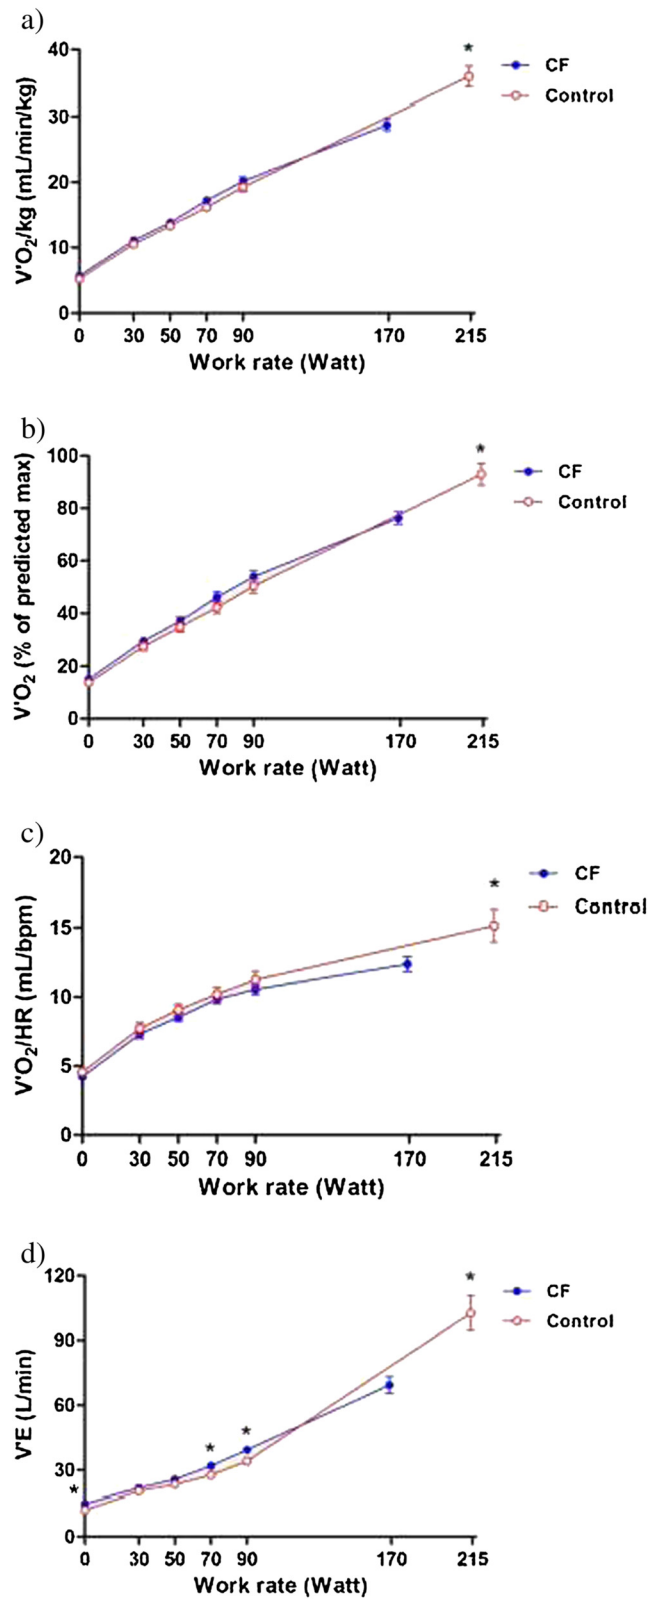 a)
40
30
20
10
0
V'O2/kg (mL/min/kg)
*
CF
Control
0 30 50 70 90 170 215
Work rate (Watt)
b)
100
80
60
40
20
0
V'O2 (% of predicted max)
*
CF
Control
0 30 50 70 90 170 215
Work rate (Watt)
c)
20
15
10
5
0
V'O2/HR (mL/bpm)
*
CF
Control
0 30 50 70 90 170 215
Work rate (Watt)
d)
120
90
60
30
0
V'E (L/min)
*
*
*
*
CF
Control
0 30 50 70 90 170 215
Work rate (Watt)